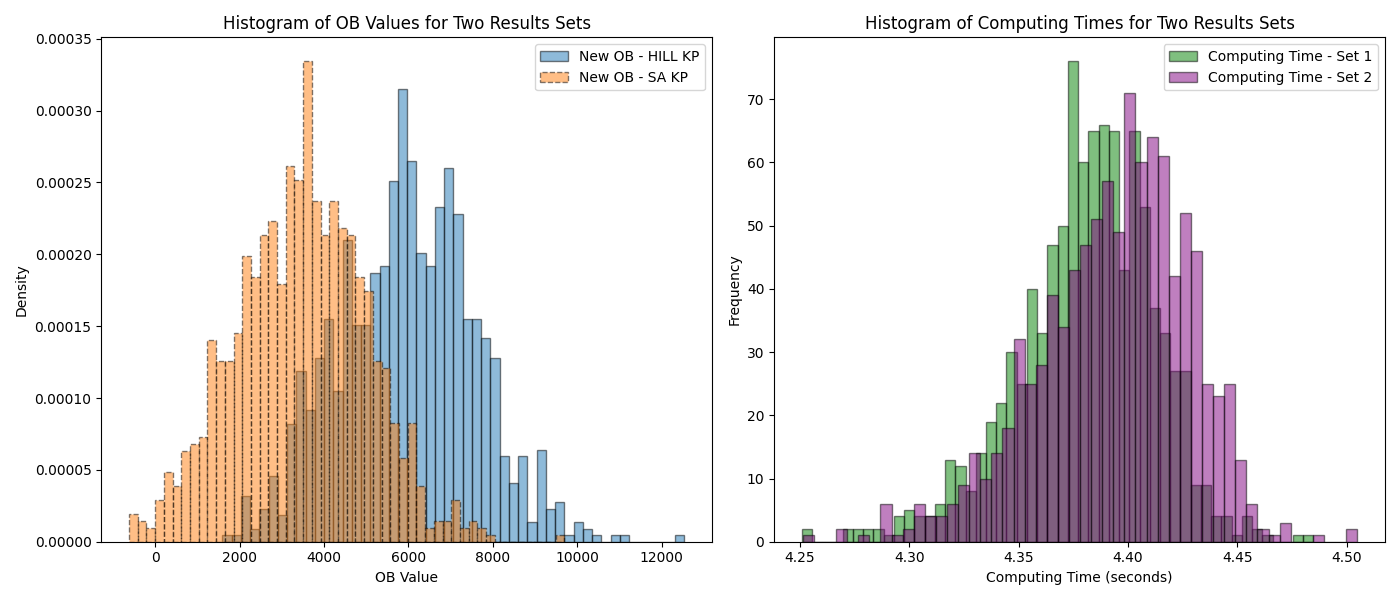 Histogram of OB Values for Two Results Sets
0.00035
0.00030
0.00025
0.00020
0.00015
0.00010
0.00005
0.00000
Density
New OB - HILL KP
New OB - SA KP
0 2000 4000 6000 8000 10000 12000
OB Value
Histogram of Computing Times for Two Results Sets
70
60
50
40
30
20
10
0
Frequency
Computing Time - Set 1
Computing Time - Set 2
4.25 4.30 4.35 4.40 4.45 4.50
Computing Time (seconds)